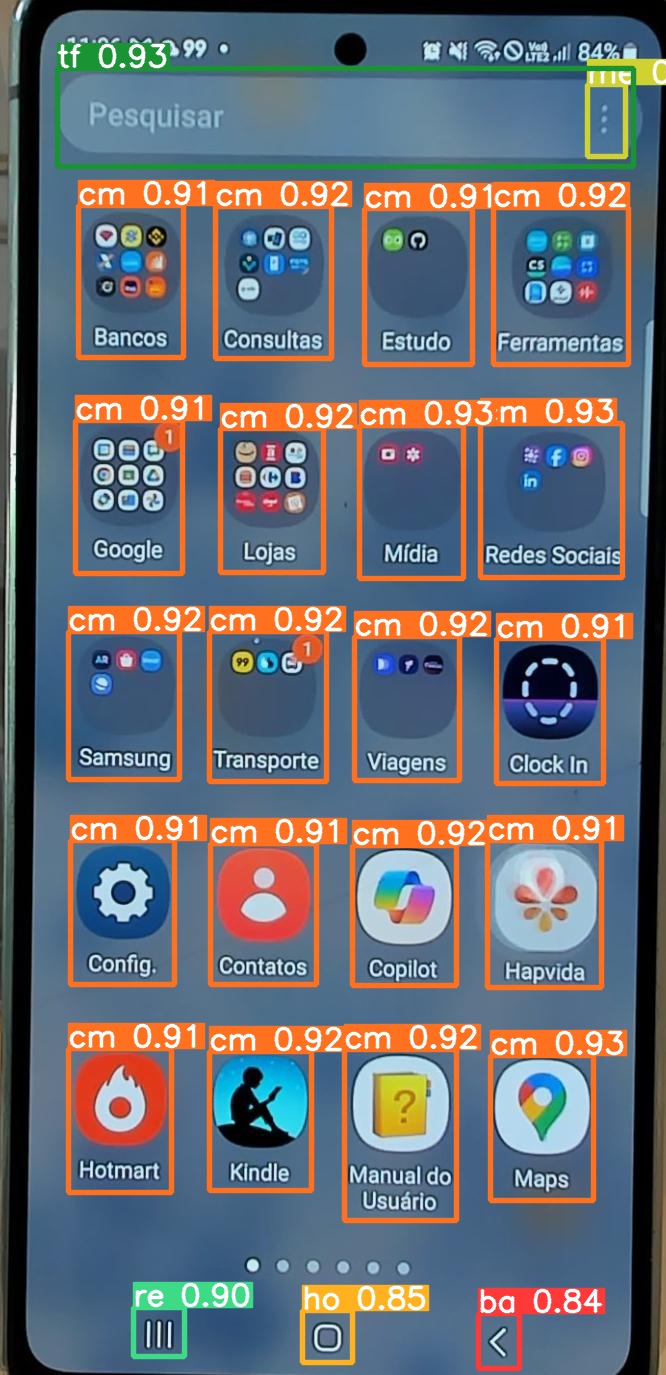 tf 0.93
99
84%
me 0
Pesquisar
cm 0.91
cm 0.92
cm 0.91
cm 0.92
CS
Bancos
Consultas
Estudo
Ferramentas
cm 0.91
cm 0.92
cm 0.93
m 0.93
1
in
Google
Lojas
Mídia
Redes Sociais
cm 0.92
cm 0.92
cm 0.92
cm 0.91
AR
99
1
Samsung
Transporte
Viagens
Clock In
cm 0.91
cm 0.91
cm 0.92
cm 0.91
Config.
Contatos
Copilot
Hapvida
cm 0.91
cm 0.92
cm 0.92
cm 0.93
?
Hotmart
Kindle
Manual do
Usuário
Maps
re 0.90
ho 0.85
ba 0.84